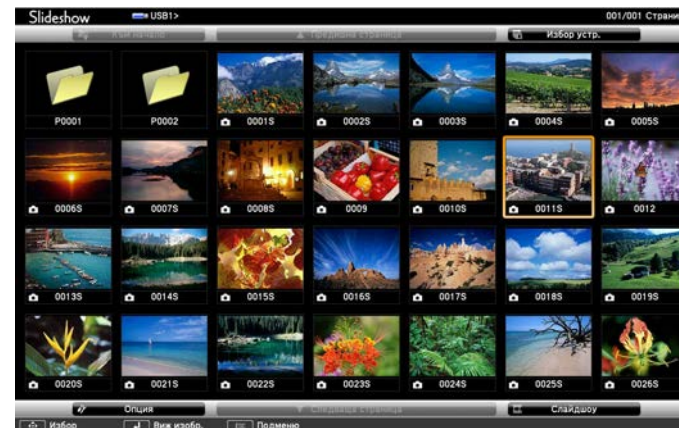 Slideshow USB1> 001/001 Страни
Към начало Предишна страница Избор устр.
P0001 P0002 0001S 0002S 0003S 0004S 0005S
0006S 0007S 0008S 0009 0010S 0011S 0012
0013S 0014S 0015S 0016S 0017S 0018S 0019S
0020S 0021S 0022S 0023S 0024S 0025S 0026S
Опция Следваща страница Слайдшоу
Избор Виж изобр. Подменю